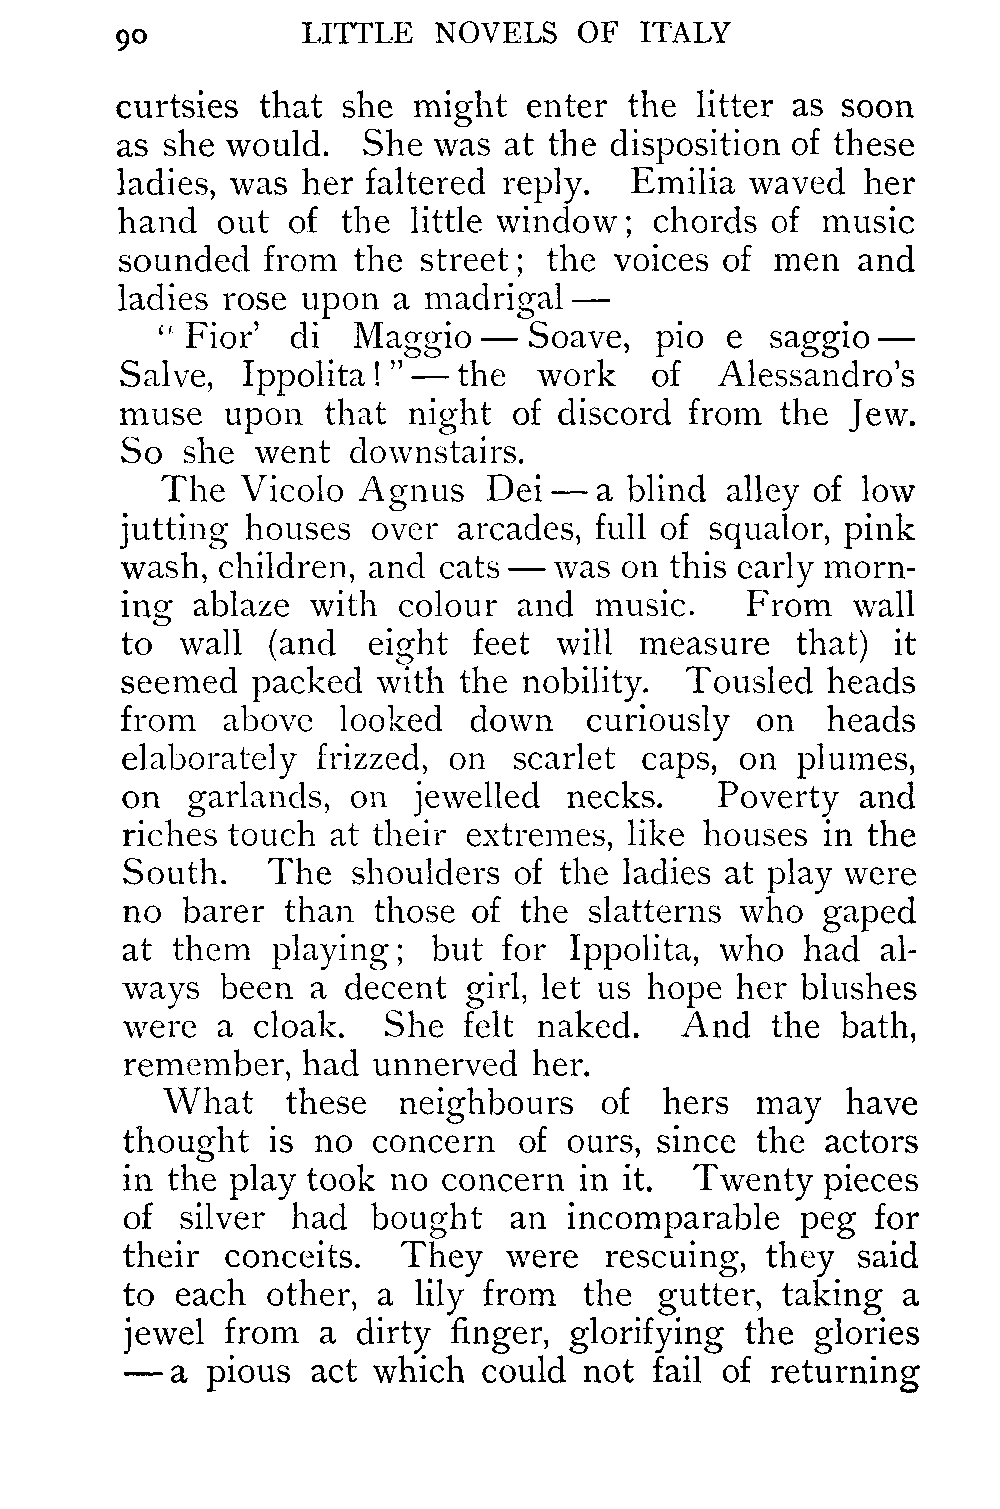 90 LITTLE NOVELS OF ITALY
curtsies that she might enter the litter as soon
as she would. She was at the disposition of these
ladies, was her faltered reply. Emilia waved her
hand out of the little window; chords of music
sounded from the street; the voices of men and
ladies rose upon a madrigal —
“Fior' di Maggio — Soave, pio e saggio —
Salve, Ippolita!” — the work of Alessandro's
muse upon that night of discord from the Jew.
So she went downstairs.
The Vicolo Agnus Dei — a blind alley of low
jutting houses over arcades, full of squalor, pink
wash, children, and cats — was on this early morn-
ing ablaze with colour and music. From wall
to wall (and eight feet will measure that) it
seemed packed with the nobility. Tousled heads
from above looked down curiously on heads
elaborately frizzed, on scarlet caps, on plumes,
on garlands, on jewelled necks. Poverty and
riches touch at their extremes, like houses in the
South. The shoulders of the ladies at play were
no barer than those of the slatterns who gaped
at them playing; but for Ippolita, who had al-
ways been a decent girl, let us hope her blushes
were a cloak. She felt naked. And the bath,
remember, had unnerved her.
What these neighbours of hers may have
thought is no concern of ours, since the actors
in the play took no concern in it. Twenty pieces
of silver had bought an incomparable peg for
their conceits. They were rescuing, they said
to each other, a lily from the gutter, taking a
jewel from a dirty finger, glorifying the glories
— a pious act which could not fail of returning